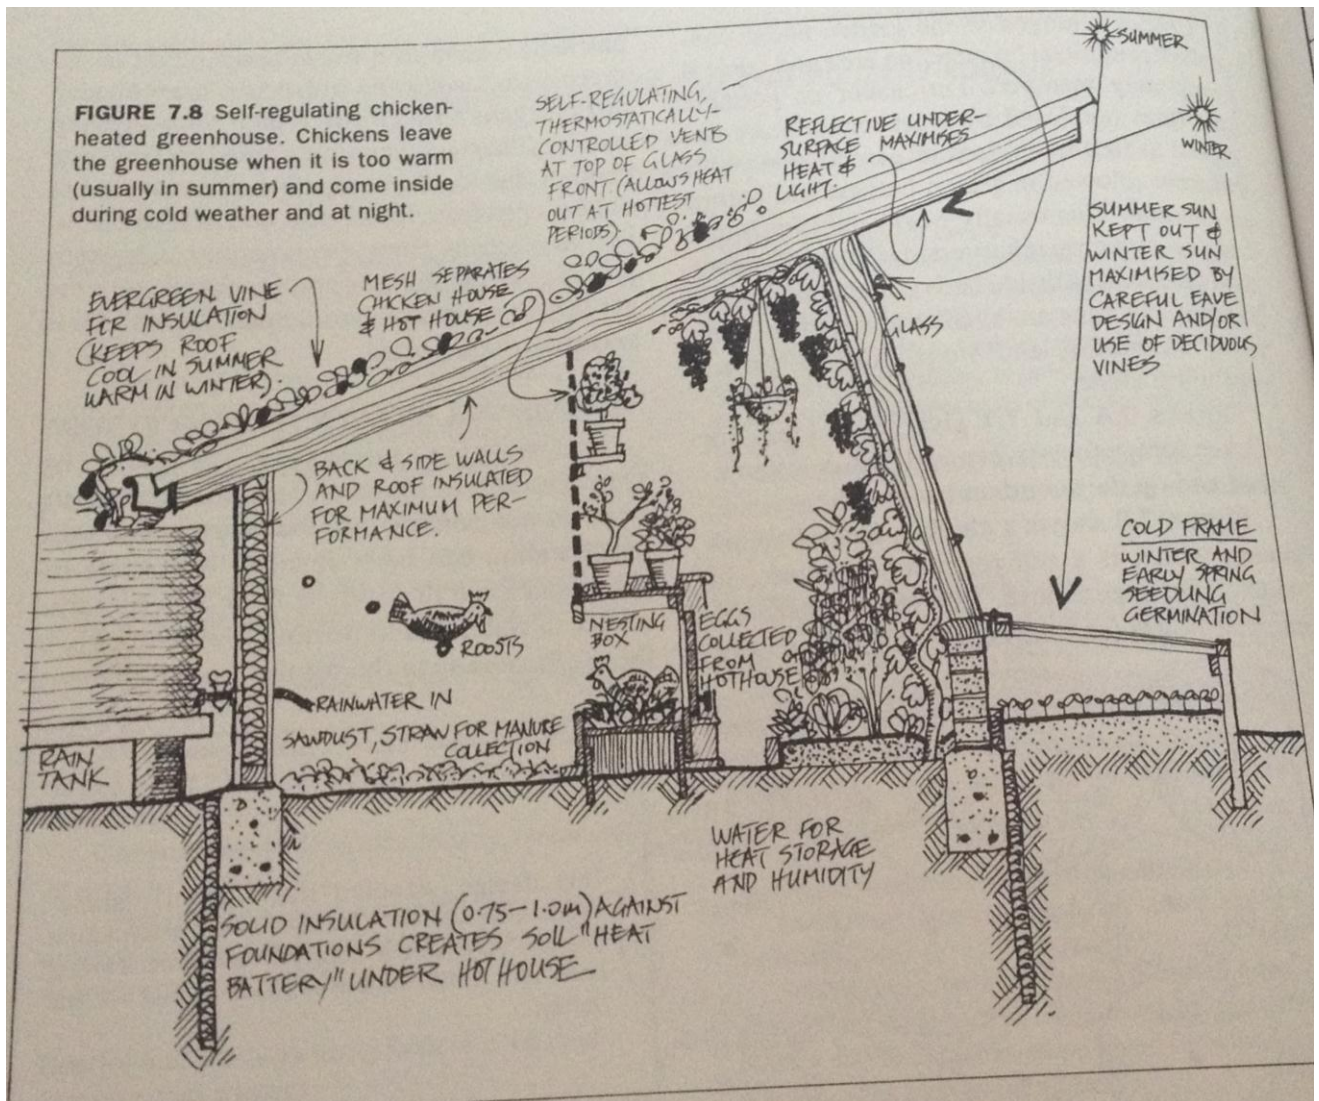 FIGURE 7.8 Self-regulating chicken-
heated greenhouse. Chickens leave
the greenhouse when it is too warm
(usually in summer) and come inside
during cold weather and at night.
SELF-REGULATING,
THERMOSTATICALLY-
CONTROLLED VENTS
AT TOP OF GLASS
FRONT (ALLOWS HEAT
OUT AT HOTTEST
PERIODS).
REFLECTIVE UNDER-
SURFACE MAXIMISES
HEAT &
LIGHT.
SUMMER
WINTER
SUMMER SUN
KEPT OUT &
WINTER SUN
MAXIMISED BY
CAREFUL EAVE
DESIGN AND/OR
USE OF DECIDUOUS
VINES
EVERGREEN VINE
FOR INSULATION
(KEEPS ROOF
COOL IN SUMMER
WARM IN WINTER).
MESH SEPARATES
CHICKEN HOUSE
& HOT HOUSE
GLASS
BACK & SIDE WALLS
AND ROOF INSULATED
FOR MAXIMUM PER-
FORMANCE.
COLD FRAME
WINTER AND
EARLY SPRING
SEEDLING
GERMINATION
ROOSTS
NESTING
BOX
EGGS
COLLECTED
FROM
HOTHOUSE
RAINWATER IN
SAWDUST, STRAW FOR MANURE
COLLECTION
RAIN
TANK
WATER FOR
HEAT STORAGE
AND HUMIDITY
SOLID INSULATION (0.75-1.0m) AGAINST
FOUNDATIONS CREATES SOIL "HEAT
BATTERY" UNDER HOTHOUSE